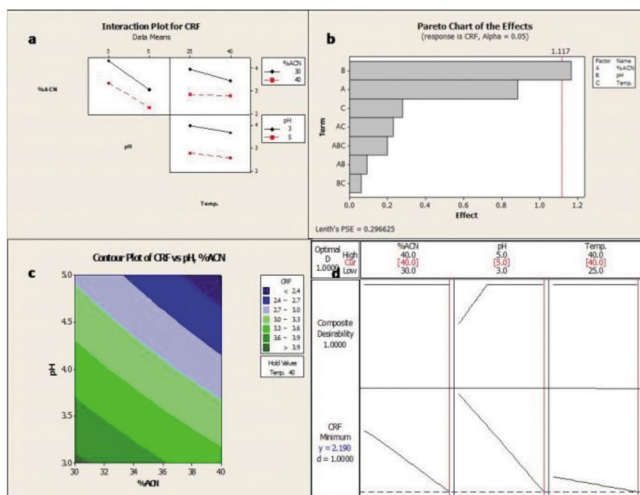 Interaction Plot for CRF
Data Means
a
3 5 25 40
%ACN
4
3
2
%ACN
30
40
pH
4
3
2
pH
3
5
Temp.
Pareto Chart of the Effects
(response is CRF, Alpha = 0.05)
b
1.117
Factor Name
A %ACN
B pH
C Temp.
Term
B
A
C
AC
ABC
AB
BC
0.0 0.2 0.4 0.6 0.8 1.0 1.2
Effect
Lenth's PSE = 0.296625
c
Contour Plot of CRF vs pH, %ACN
pH
5.0
4.5
4.0
3.5
3.0
30 32 34 36 38 40
%ACN
CRF
< 2.4
2.4 – 2.7
2.7 – 3.0
3.0 – 3.3
3.3 – 3.6
3.6 – 3.9
> 3.9
Hold Values
Temp. 40
d
Optimal %ACN pH Temp.
D High 40.0 5.0 40.0
Cur [40.0] [5.0] [40.0]
1.0000 Low 30.0 3.0 25.0
Composite
Desirability
1.0000
CRF
Minimum
y = 2.190
d = 1.0000